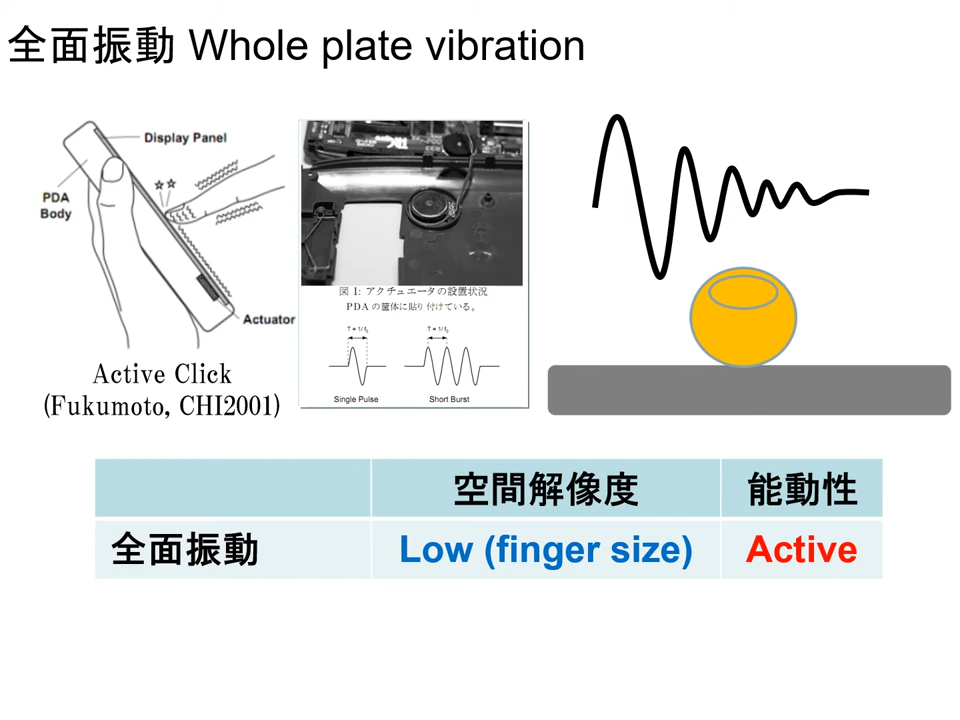 全面振動 Whole plate vibration
Display Panel
PDA
Body
Actuator
Active Click
(Fukumoto, CHI2001)
図 1: アクチュエータの設置状況
PDA の筐体に貼り付けている。
T = 1/f₀
T = 1/f₀
Single Pulse
Short Burst
空間解像度
能動性
全面振動
Low (finger size)
Active